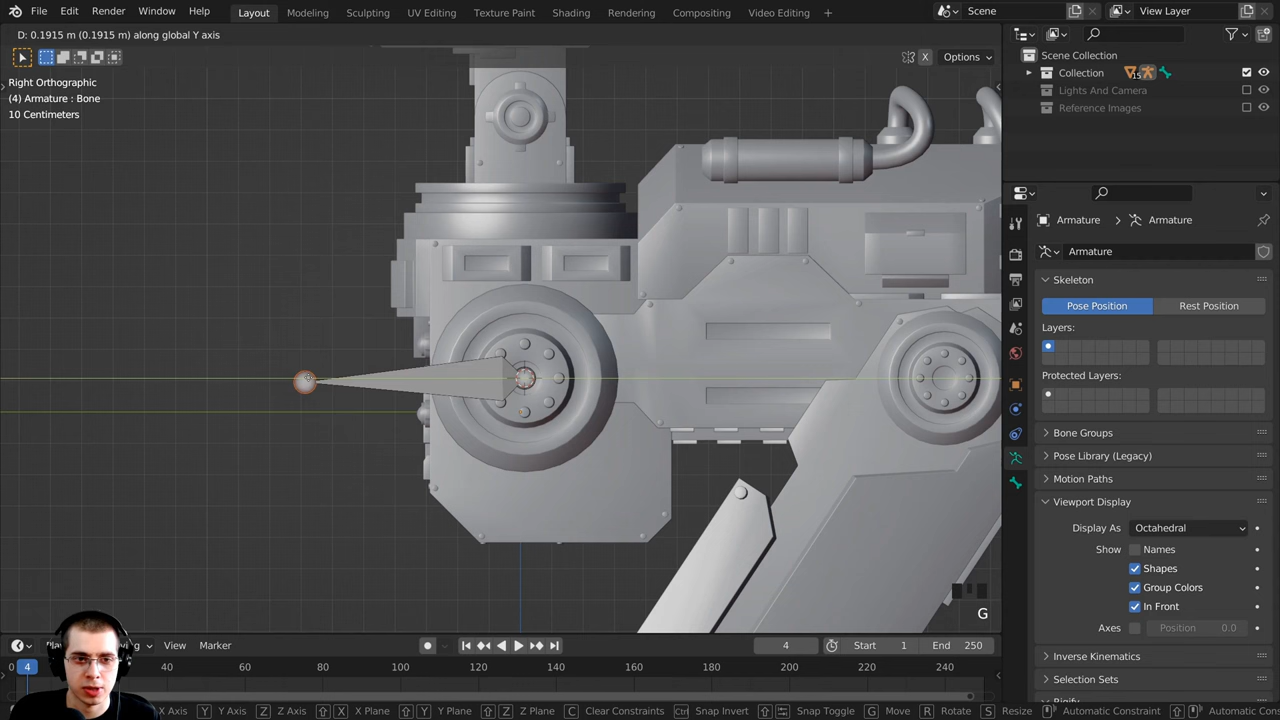 File Edit Render Window Help Layout Modeling Sculpting UV Editing Texture Paint Shading Rendering Compositing Video Editing + Scene View Layer
D: 0.1915 m (0.1915 m) along global Y axis
X Options
Right Orthographic
(4) Armature : Bone
10 Centimeters
Scene Collection
Collection 15
Lights And Camera
Reference Images
Armature > Armature
Armature
Skeleton
Pose Position Rest Position
Layers:
Protected Layers:
Bone Groups
Pose Library (Legacy)
Motion Paths
Viewport Display
Display As Octahedral
Show Names
Shapes
Group Colors
In Front
Axes Position 0.0
Inverse Kinematics
Selection Sets
G
View Marker 4 Start 1 End 250
0 4 40 60 80 100 120 140 160 180 200 220 240
X Axis Y Y Axis Z Z Axis X X Plane Y Y Plane Z Z Plane C Clear Constraints Ctrl Snap Invert Snap Toggle G Move R Rotate S Resize Automatic Constraint Automatic Con